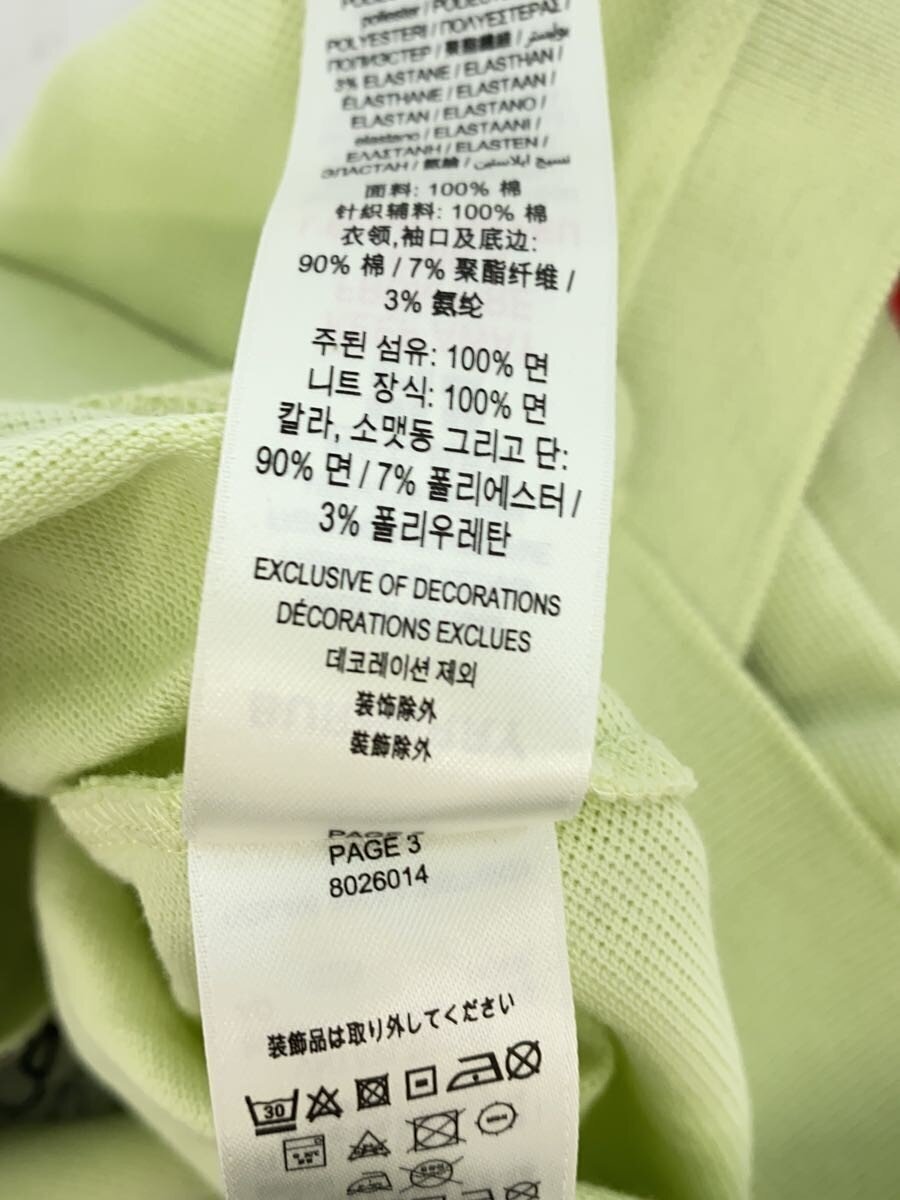 polyester /
POLYESTERI / ΠΟΛΥΕΣΤΕΡΑΣ /
ПОЛИЭСТЕР / 聚酯纖維 / بوليستر
3% ELASTANE / ELASTHAN /
ÉLASTHANE / ELASTAAN /
ELASTAN / ELASTANO /
elastano / ELASTAANI /
ΕΛΑΣΤΑΝΗ / ELASTEN /
ЭЛАСТАН / 氨綸 / نسيج ايلاستين
面料: 100% 棉
针织辅料: 100% 棉
衣领,袖口及底边:
90% 棉 / 7% 聚酯纤维 /
3% 氨纶
주된 섬유: 100% 면
니트 장식: 100% 면
칼라, 소맷동 그리고 단:
90% 면 / 7% 폴리에스터 /
3% 폴리우레탄
EXCLUSIVE OF DECORATIONS
DÉCORATIONS EXCLUES
데코레이션 제외
装饰除外
裝飾除外
PAGE 3
8026014
装飾品は取り外してください
30